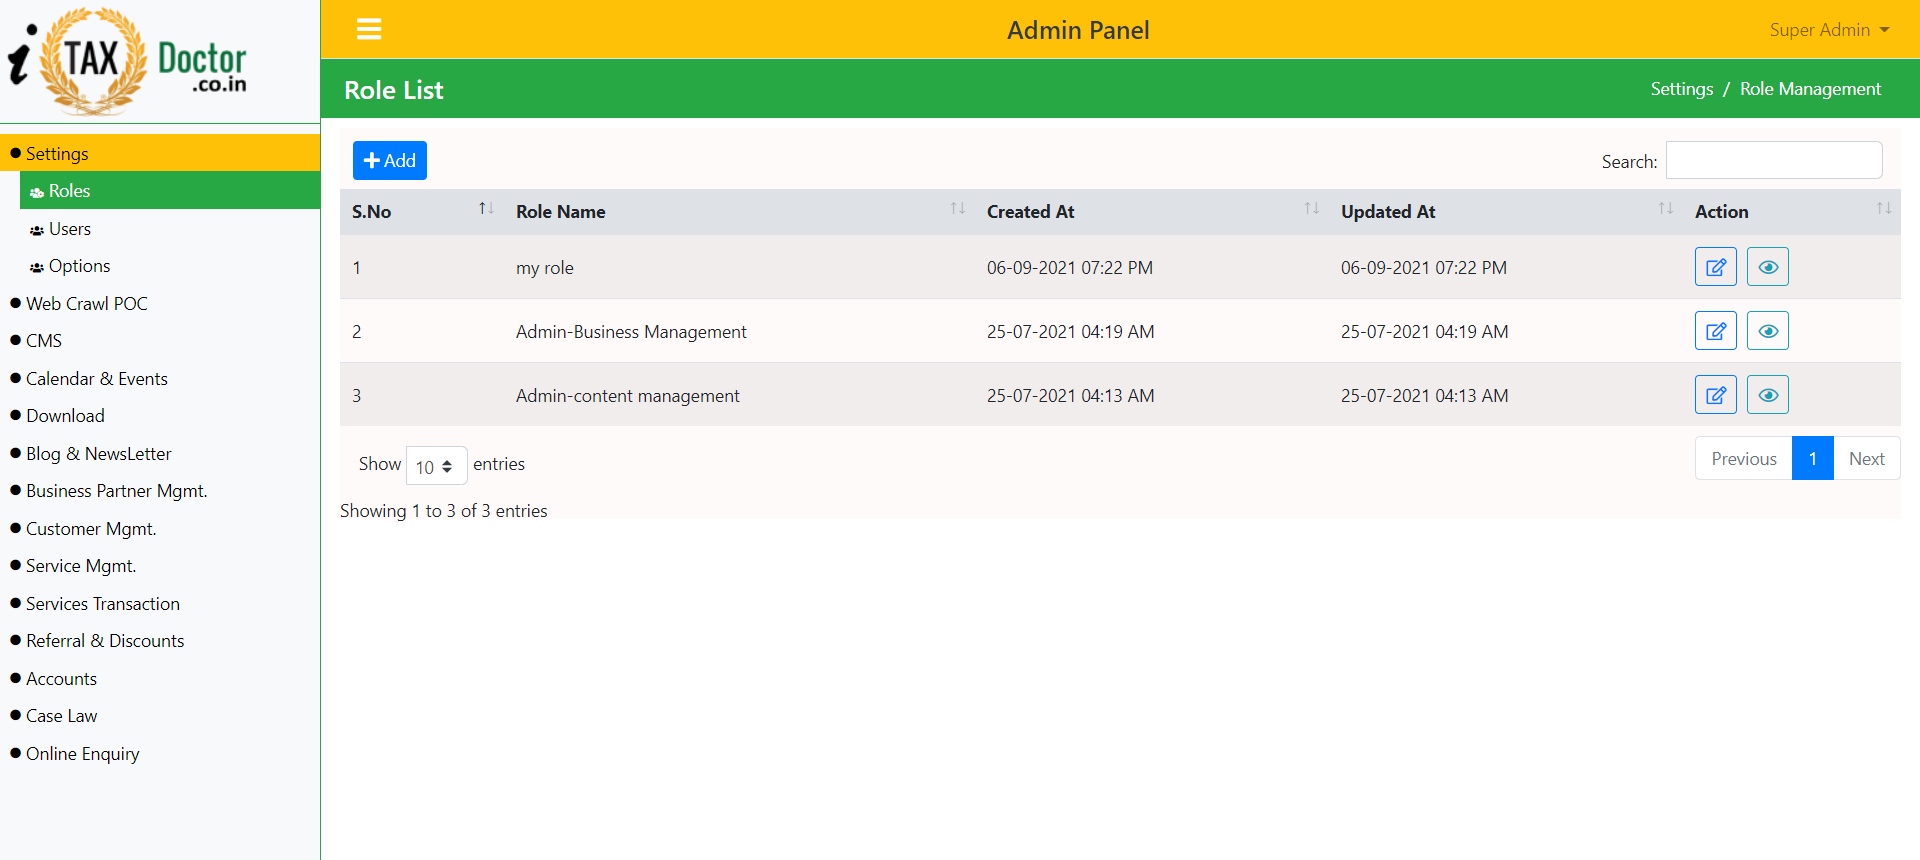 i TAX Doctor
.co.in
Admin Panel
Super Admin
Role List
Settings / Role Management
Settings
Roles
Users
Options
Web Crawl POC
CMS
Calendar & Events
Download
Blog & NewsLetter
Business Partner Mgmt.
Customer Mgmt.
Service Mgmt.
Services Transaction
Referral & Discounts
Accounts
Case Law
Online Enquiry
Add
Search:
S.No Role Name Created At Updated At Action
1 my role 06-09-2021 07:22 PM 06-09-2021 07:22 PM
2 Admin-Business Management 25-07-2021 04:19 AM 25-07-2021 04:19 AM
3 Admin-content management 25-07-2021 04:13 AM 25-07-2021 04:13 AM
Show 10 entries
Previous 1 Next
Showing 1 to 3 of 3 entries